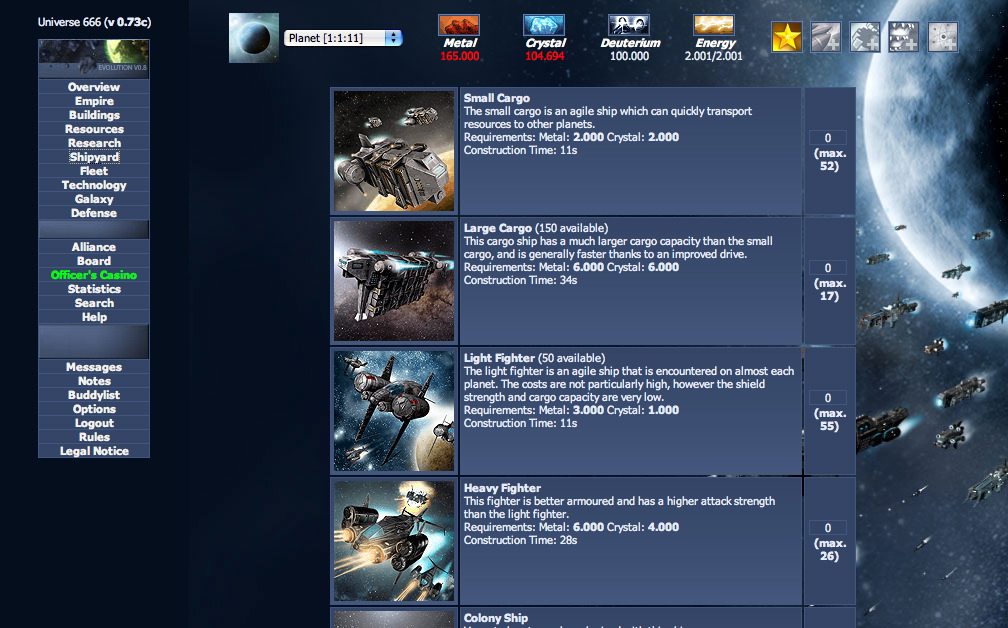 Universe 666 (v 0.73c)
EVOLUTION V0.8
Overview
Empire
Buildings
Resources
Research
Shipyard
Fleet
Technology
Galaxy
Defense
Alliance
Board
Officer's Casino
Statistics
Search
Help
Messages
Notes
Buddylist
Options
Logout
Rules
Legal Notice
Planet [1:1:11]
Metal
165.000
Crystal
104.694
Deuterium
100.000
Energy
2.001/2.001
Small Cargo
The small cargo is an agile ship which can quickly transport
resources to other planets.
Requirements: Metal: 2.000 Crystal: 2.000
Construction Time: 11s
0
(max.
52)
Large Cargo (150 available)
This cargo ship has a much larger cargo capacity than the small
cargo, and is generally faster thanks to an improved drive.
Requirements: Metal: 6.000 Crystal: 6.000
Construction Time: 34s
0
(max.
17)
Light Fighter (50 available)
The light fighter is an agile ship that is encountered on almost each
planet. The costs are not particularly high, however the shield
strength and cargo capacity are very low.
Requirements: Metal: 3.000 Crystal: 1.000
Construction Time: 11s
0
(max.
55)
Heavy Fighter
This fighter is better armoured and has a higher attack strength
than the light fighter.
Requirements: Metal: 6.000 Crystal: 4.000
Construction Time: 28s
0
(max.
26)
Colony Ship